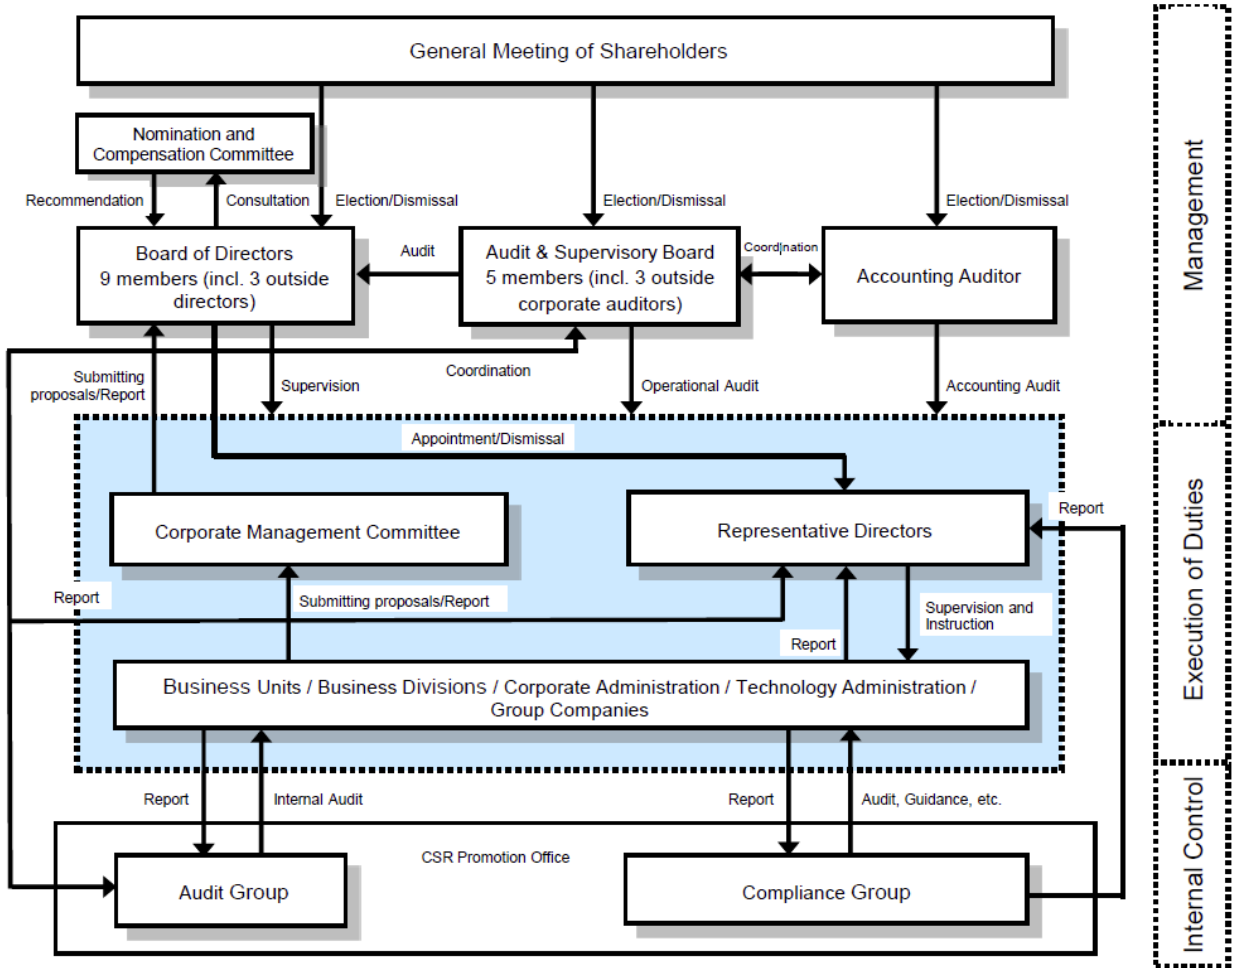 General Meeting of Shareholders
Nomination and
Compensation Committee
Recommendation
Consultation
Election/Dismissal
Election/Dismissal
Election/Dismissal
Board of Directors
9 members (incl. 3 outside
directors)
Audit
Audit & Supervisory Board
5 members (incl. 3 outside
corporate auditors)
Coordination
Accounting Auditor
Submitting
proposals/Report
Supervision
Coordination
Operational Audit
Accounting Audit
Appointment/Dismissal
Corporate Management Committee
Representative Directors
Report
Report
Submitting proposals/Report
Report
Supervision and
Instruction
Business Units / Business Divisions / Corporate Administration / Technology Administration /
Group Companies
Report
Internal Audit
Report
Audit, Guidance, etc.
CSR Promotion Office
Audit Group
Compliance Group
Management
Execution of Duties
Internal Control